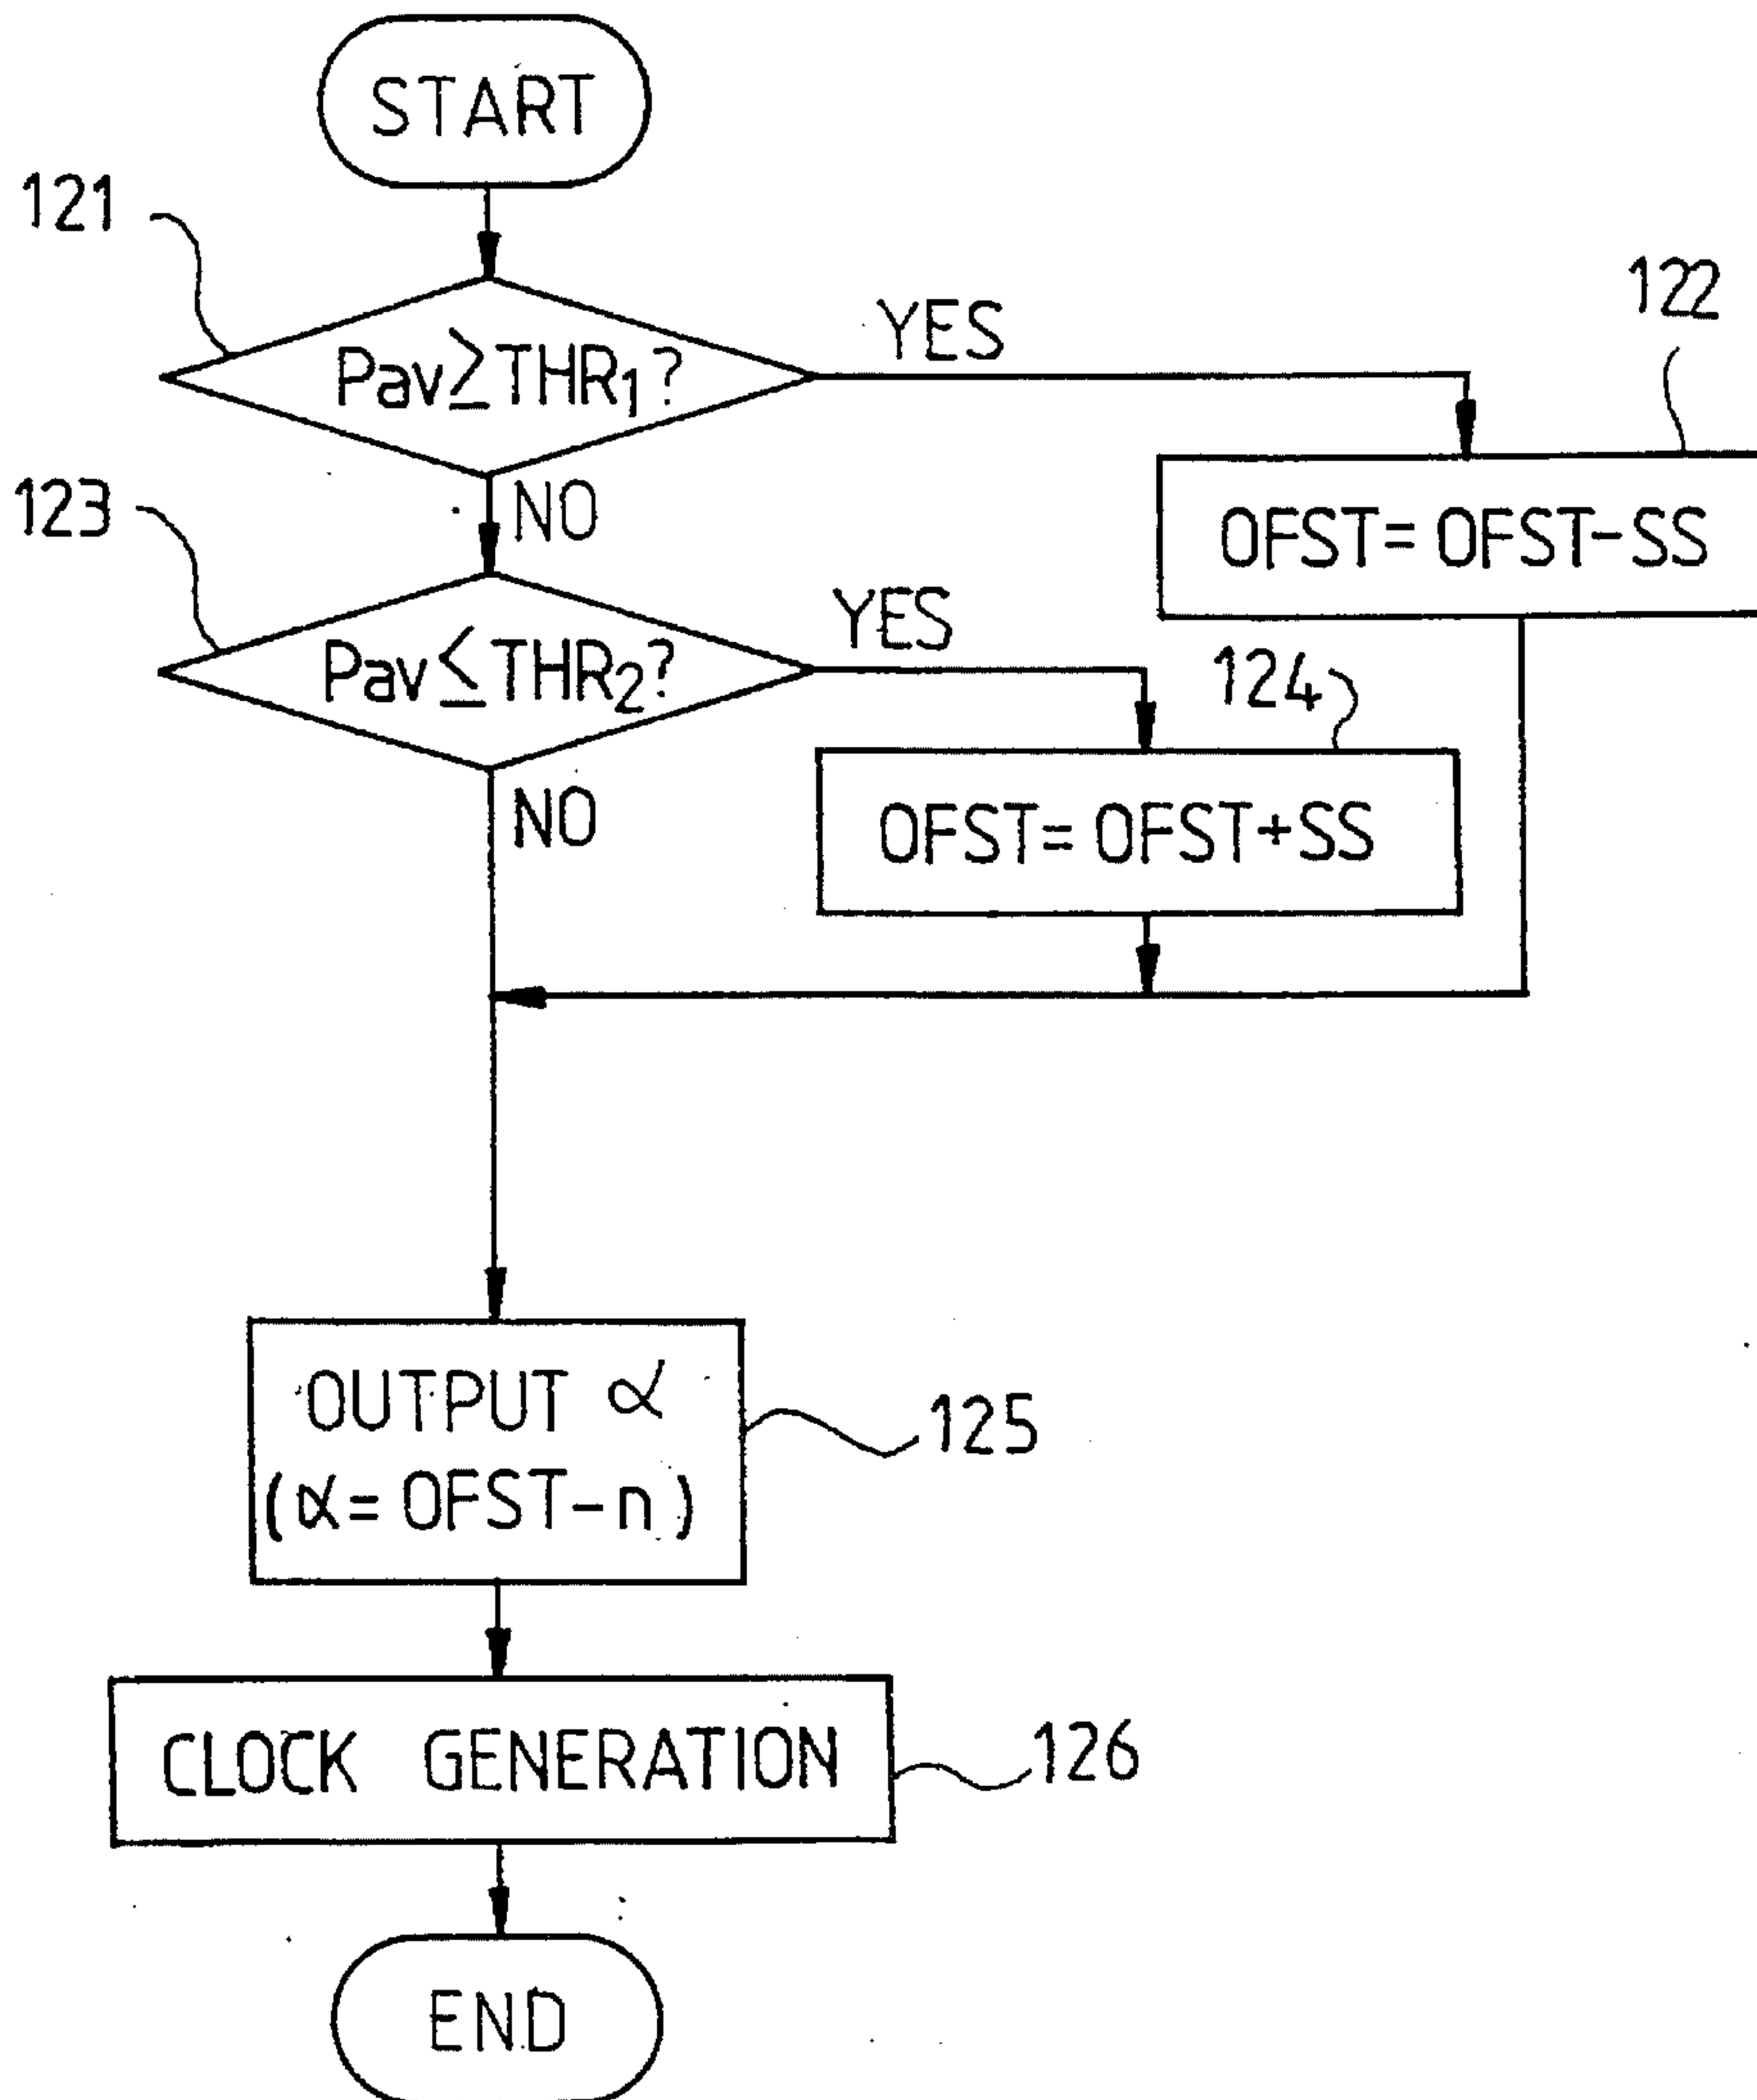 START
121
Pav≥THR₁?
YES
122
OFST=OFST-SS
NO
123
Pav≤THR₂?
YES
124
OFST=OFST+SS
NO
OUTPUT α
(α=OFST-n)
125
CLOCK GENERATION
126
END